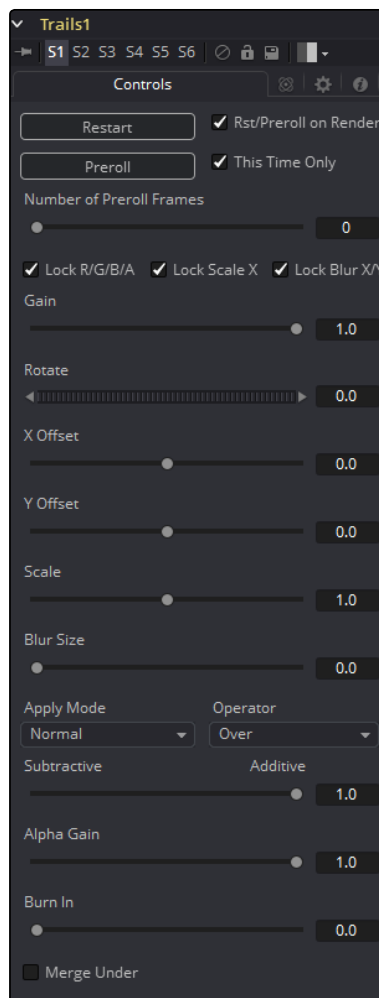 Trails1
S1 S2 S3 S4 S5 S6
Controls
Restart
Rst/Preroll on Render
Preroll
This Time Only
Number of Preroll Frames
0
Lock R/G/B/A Lock Scale X Lock Blur X/Y
Gain
1.0
Rotate
0.0
X Offset
0.0
Y Offset
0.0
Scale
1.0
Blur Size
0.0
Apply Mode Operator
Normal Over
Subtractive Additive
1.0
Alpha Gain
1.0
Burn In
0.0
Merge Under